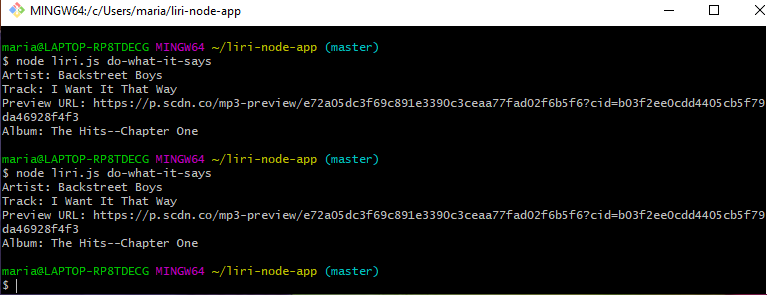 MINGW64:/c/Users/maria/liri-node-app
maria@LAPTOP-RP8TDECG MINGW64 ~/liri-node-app (master)
$ node liri.js do-what-it-says
Artist: Backstreet Boys
Track: I Want It That Way
Preview URL: https://p.scdn.co/mp3-preview/e72a05dc3f69c891e3390c3ceaa77fad02f6b5f6?cid=b03f2ee0cdd4405cb5f79
da46928f4f3
Album: The Hits--Chapter One
maria@LAPTOP-RP8TDECG MINGW64 ~/liri-node-app (master)
$ node liri.js do-what-it-says
Artist: Backstreet Boys
Track: I Want It That Way
Preview URL: https://p.scdn.co/mp3-preview/e72a05dc3f69c891e3390c3ceaa77fad02f6b5f6?cid=b03f2ee0cdd4405cb5f79
da46928f4f3
Album: The Hits--Chapter One
maria@LAPTOP-RP8TDECG MINGW64 ~/liri-node-app (master)
$